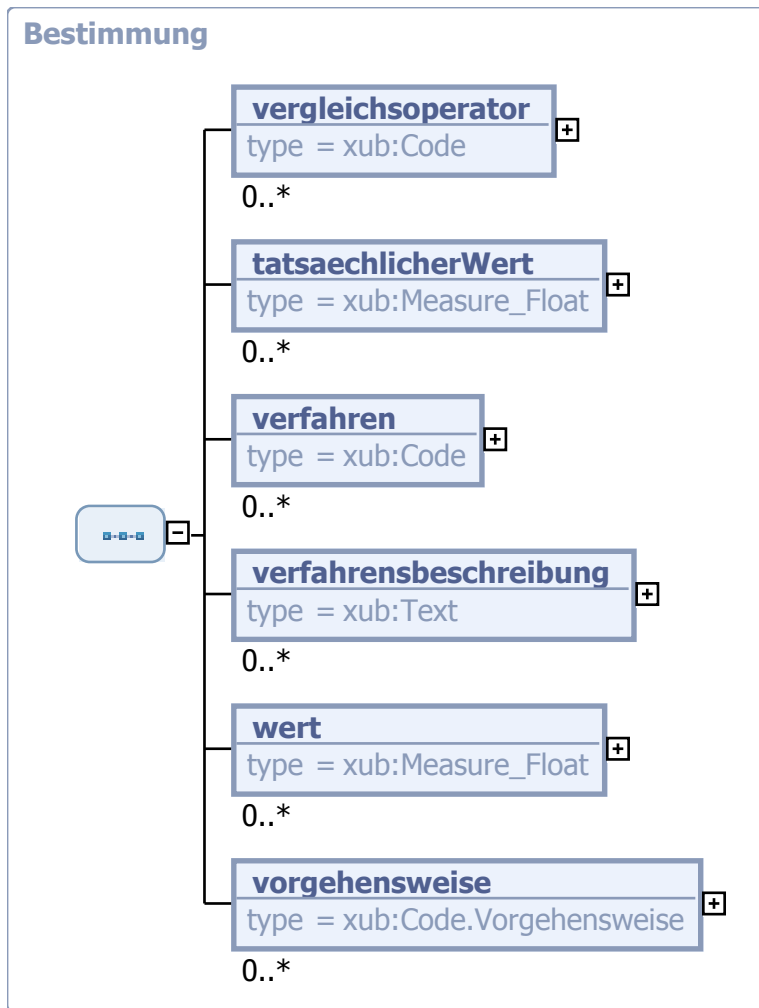 Bestimmung
vergleichsoperator
type = xub:Code
0..*
tatsaechlicherWert
type = xub:Measure_Float
0..*
verfahren
type = xub:Code
0..*
verfahrensbeschreibung
type = xub:Text
0..*
wert
type = xub:Measure_Float
0..*
vorgehensweise
type = xub:Code.Vorgehensweise
0..*